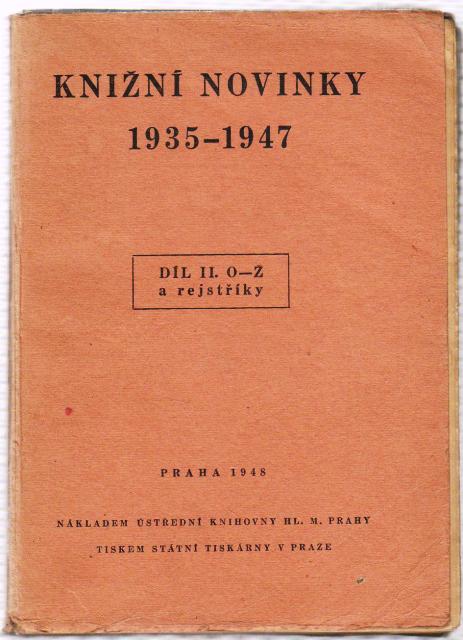 KNIŽNÍ NOVINKY
1935–1947
DÍL II. O—Ž
a rejstříky
PRAHA 1948
NÁKLADEM ÚSTŘEDNÍ KNIHOVNY HL. M. PRAHY
TISKEM STÁTNÍ TISKÁRNY V PRAZE